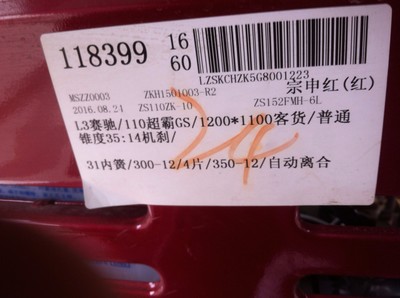 118399 16
60
LZSKCHZK5G8001223
MSZZ0003 ZKH1501003-R2 宗申红(红)
2016.08.24 ZS110ZK-10 ZS152FMH-6L
L3赛驰/110超霸GS/1200*1100客货/普通
锥度35:14机刹/
31内簧/300-12/4片/350-12/自动离合
24